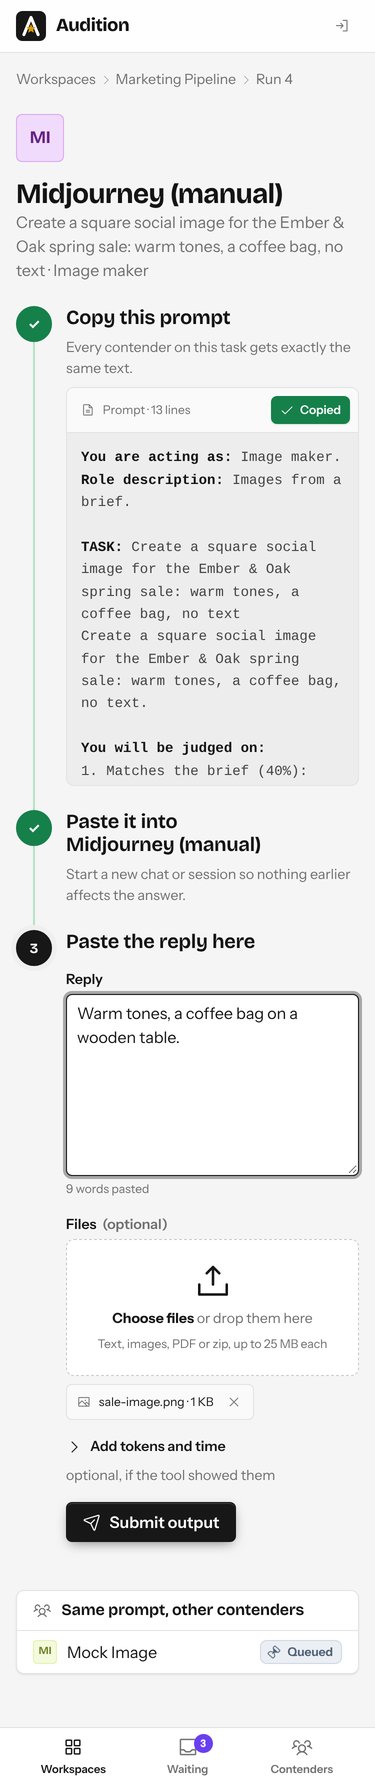 Audition
Workspaces > Marketing Pipeline > Run 4
MI
Midjourney (manual)
Create a square social image for the Ember &
Oak spring sale: warm tones, a coffee bag, no
text · Image maker
Copy this prompt
Every contender on this task gets exactly the
same text.
Prompt · 13 lines
Copied
You are acting as: Image maker.
Role description: Images from a
brief.
TASK: Create a square social
image for the Ember & Oak
spring sale: warm tones, a
coffee bag, no text
Create a square social image
for the Ember & Oak spring
sale: warm tones, a coffee bag,
no text.
You will be judged on:
1. Matches the brief (40%):
Paste it into
Midjourney (manual)
Start a new chat or session so nothing earlier
affects the answer.
3
Paste the reply here
Reply
Warm tones, a coffee bag on a
wooden table.
9 words pasted
Files (optional)
Choose files or drop them here
Text, images, PDF or zip, up to 25 MB each
sale-image.png · 1 KB
Add tokens and time
optional, if the tool showed them
Submit output
Same prompt, other contenders
MI Mock Image Queued
3
Workspaces Waiting Contenders